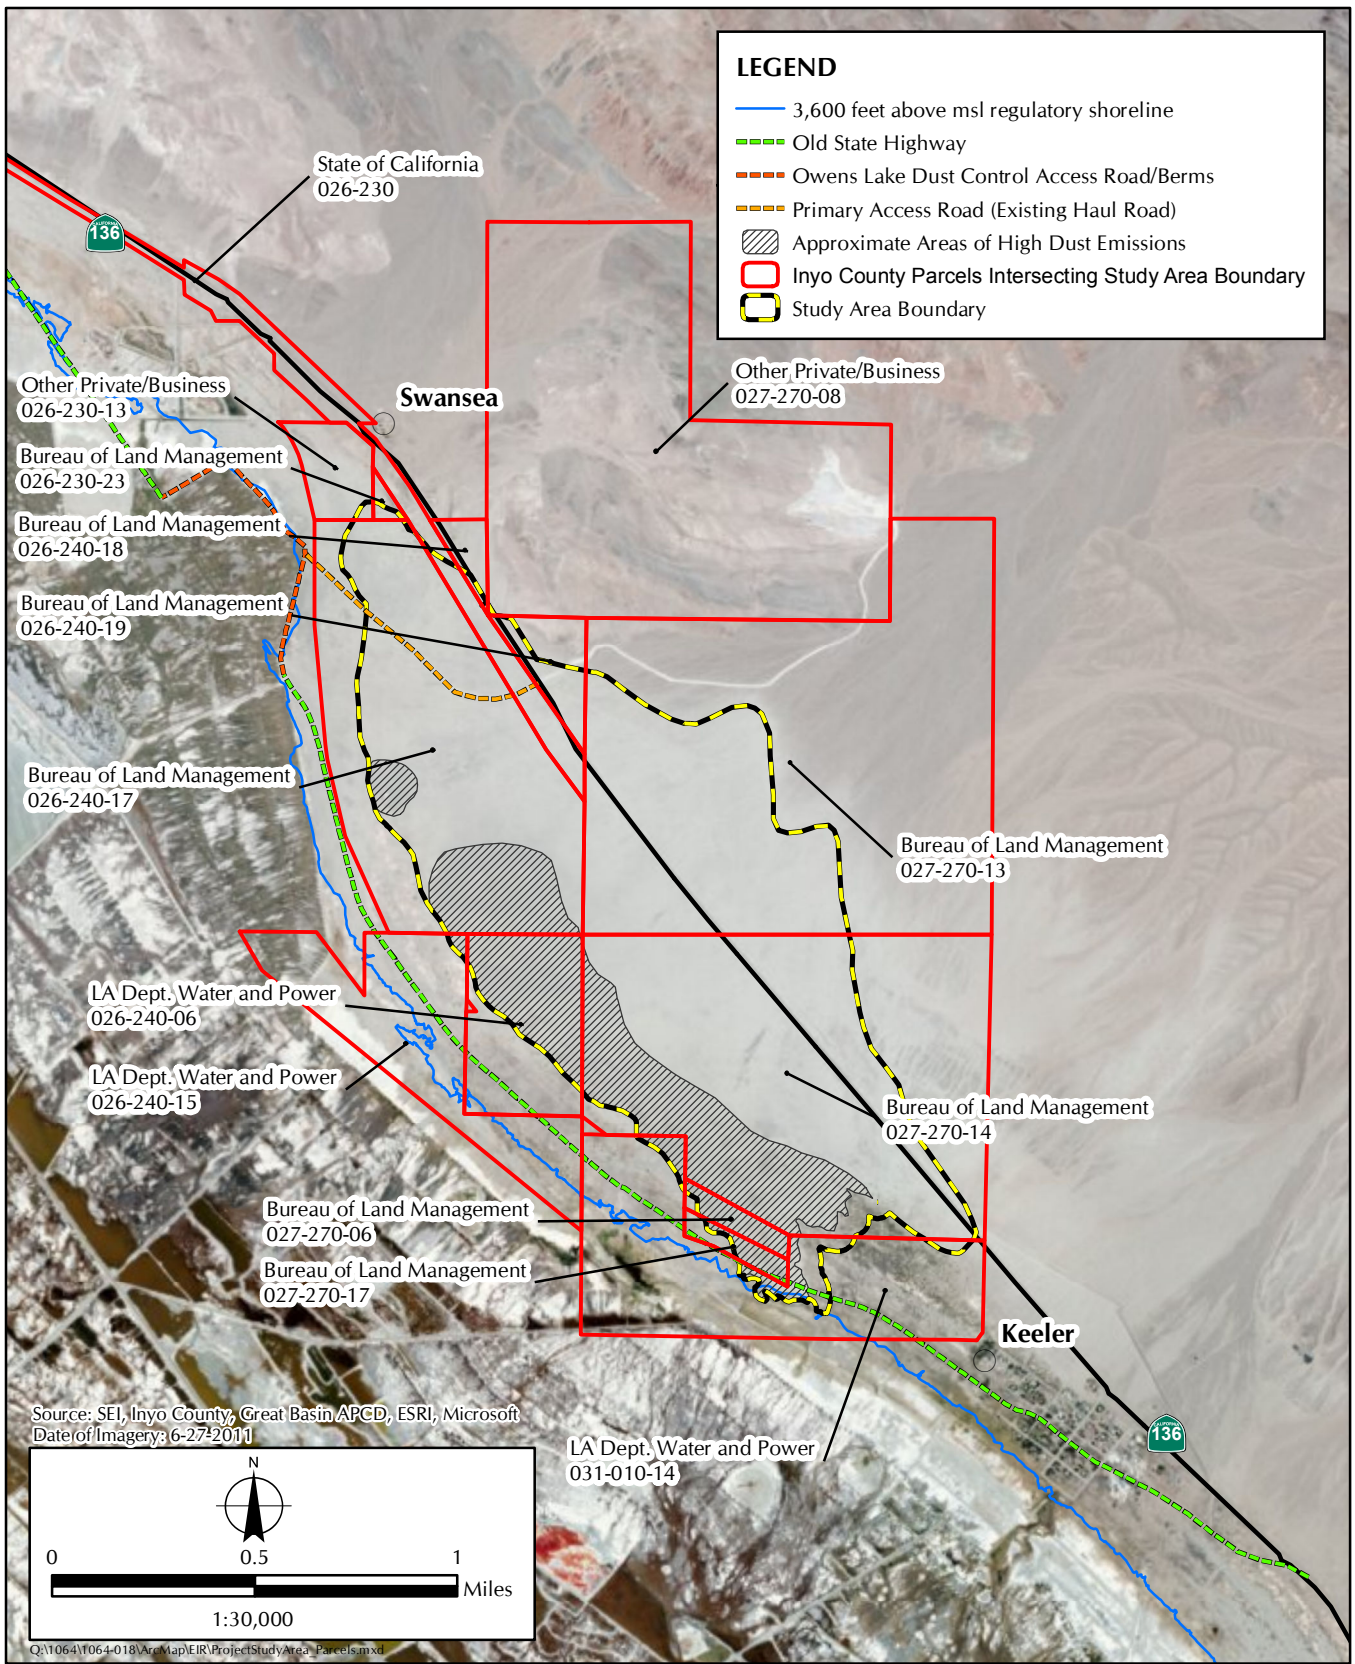 LEGEND
3,600 feet above msl regulatory shoreline
Old State Highway
Owens Lake Dust Control Access Road/Berms
Primary Access Road (Existing Haul Road)
Approximate Areas of High Dust Emissions
Inyo County Parcels Intersecting Study Area Boundary
Study Area Boundary
State of California
026-230
CALIFORNIA
136
Other Private/Business
026-230-13
Swansea
Other Private/Business
027-270-08
Bureau of Land Management
026-230-23
Bureau of Land Management
026-240-18
Bureau of Land Management
026-240-19
Bureau of Land Management
026-240-17
Bureau of Land Management
027-270-13
LA Dept. Water and Power
026-240-06
LA Dept. Water and Power
026-240-15
Bureau of Land Management
027-270-14
Bureau of Land Management
027-270-06
Bureau of Land Management
027-270-17
Keeler
LA Dept. Water and Power
031-010-14
CALIFORNIA
136
Source: SEI, Inyo County, Great Basin APCD, ESRI, Microsoft
Date of Imagery: 6-27-2011
N
0 0.5 1
Miles
1:30,000
Q:\1064\1064-018\ArcMap\EIR\ProjectStudyArea_Parcels.mxd